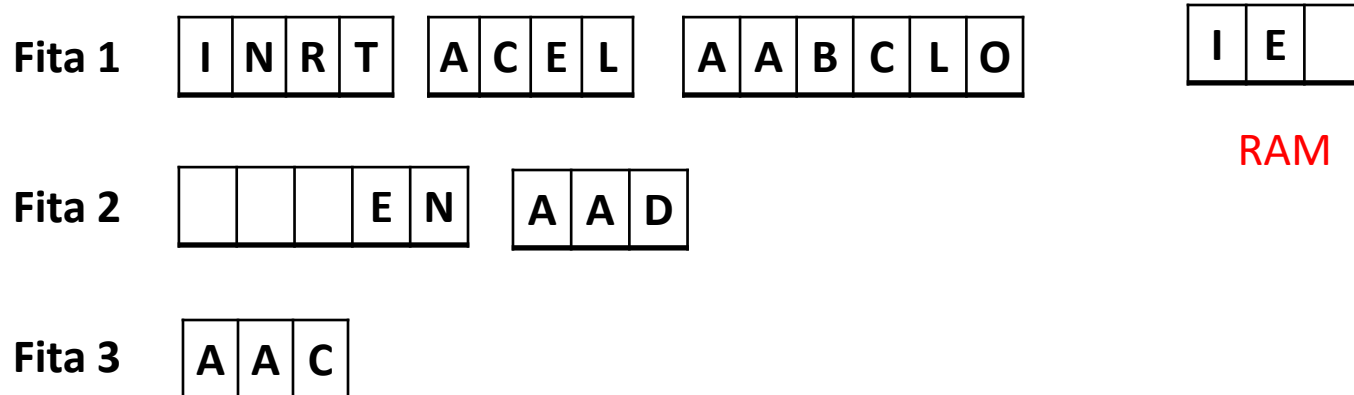 Fita 1 I N R T A C E L A A B C L O I E
RAM
Fita 2 E N A A D
Fita 3 A A C